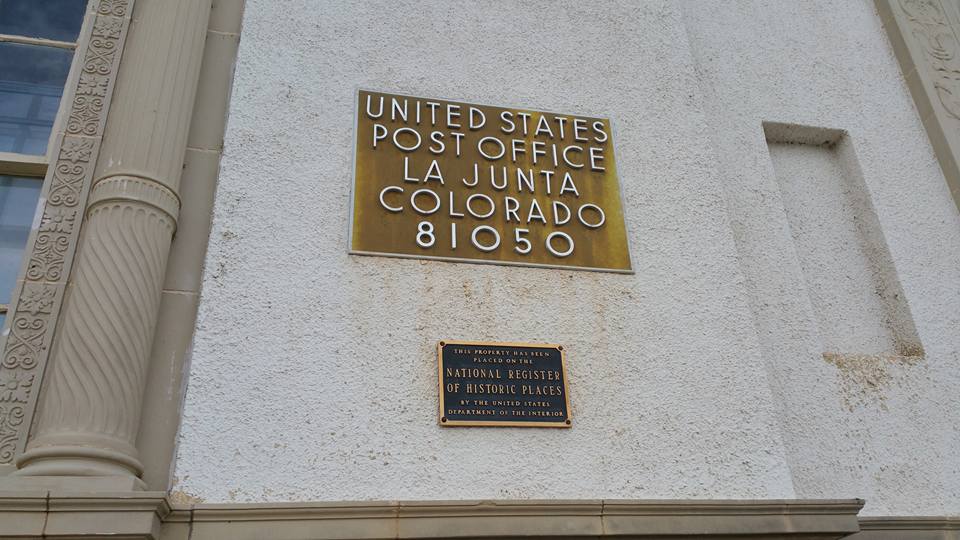 UNITED STATES
POST OFFICE
LA JUNTA
COLORADO
81050
THIS PROPERTY HAS BEEN
PLACED ON THE
NATIONAL REGISTER
OF HISTORIC PLACES
BY THE UNITED STATES
DEPARTMENT OF THE INTERIOR